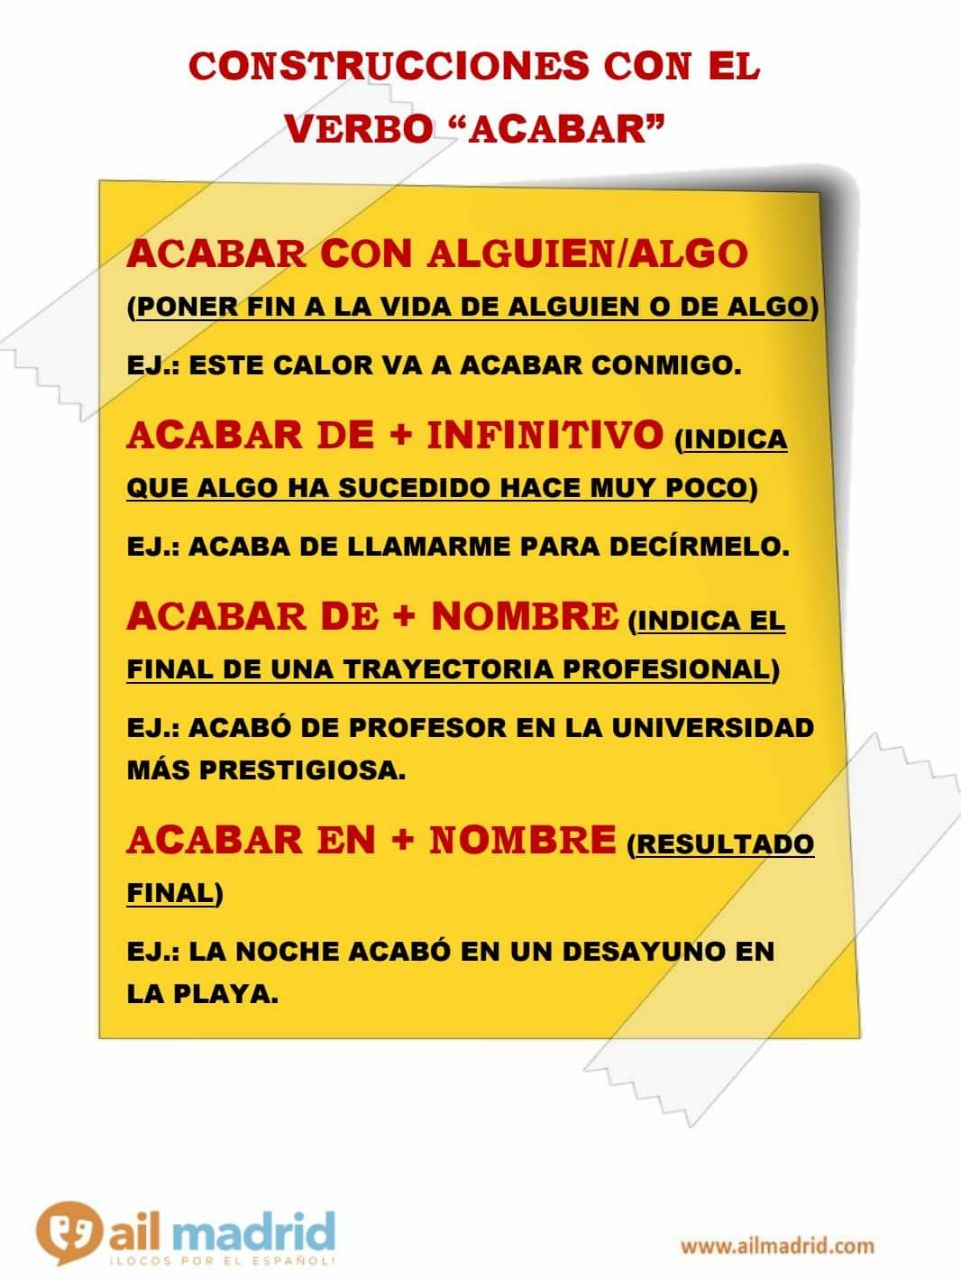 CONSTRUCCIONES CON EL
VERBO “ACABAR”
ACABAR CON ALGUIEN/ALGO
(PONER FIN A LA VIDA DE ALGUIEN O DE ALGO)
EJ.: ESTE CALOR VA A ACABAR CONMIGO.
ACABAR DE + INFINITIVO (INDICA
QUE ALGO HA SUCEDIDO HACE MUY POCO)
EJ.: ACABA DE LLAMARME PARA DECÍRMELO.
ACABAR DE + NOMBRE (INDICA EL
FINAL DE UNA TRAYECTORIA PROFESIONAL)
EJ.: ACABÓ DE PROFESOR EN LA UNIVERSIDAD
MÁS PRESTIGIOSA.
ACABAR EN + NOMBRE (RESULTADO
FINAL)
EJ.: LA NOCHE ACABÓ EN UN DESAYUNO EN
LA PLAYA.
ail madrid
¡LOCOS POR EL ESPAÑOL!
www.ailmadrid.com